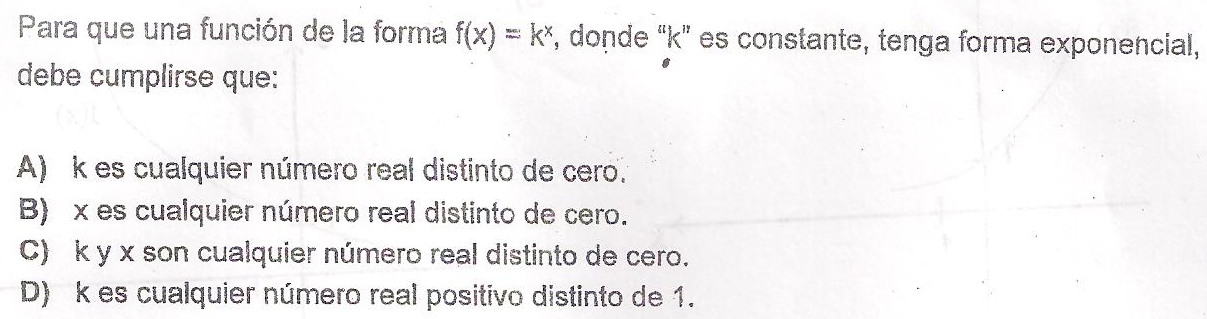 Para que una función de la forma f(x) = kˣ, donde “k” es constante, tenga forma exponencial,
debe cumplirse que:
A) k es cualquier número real distinto de cero.
B) x es cualquier número real distinto de cero.
C) k y x son cualquier número real distinto de cero.
D) k es cualquier número real positivo distinto de 1.